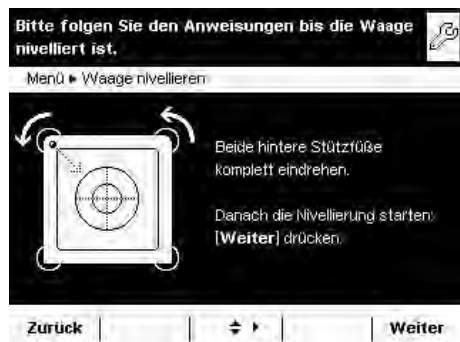 Bitte folgen Sie den Anweisungen bis die Waage
nivelliert ist.
Menü ▸ Waage nivellieren
Beide hintere Stützfüße
komplett eindrehen.
Danach die Nivellierung starten:
[Weiter] drücken.
Zurück
Weiter